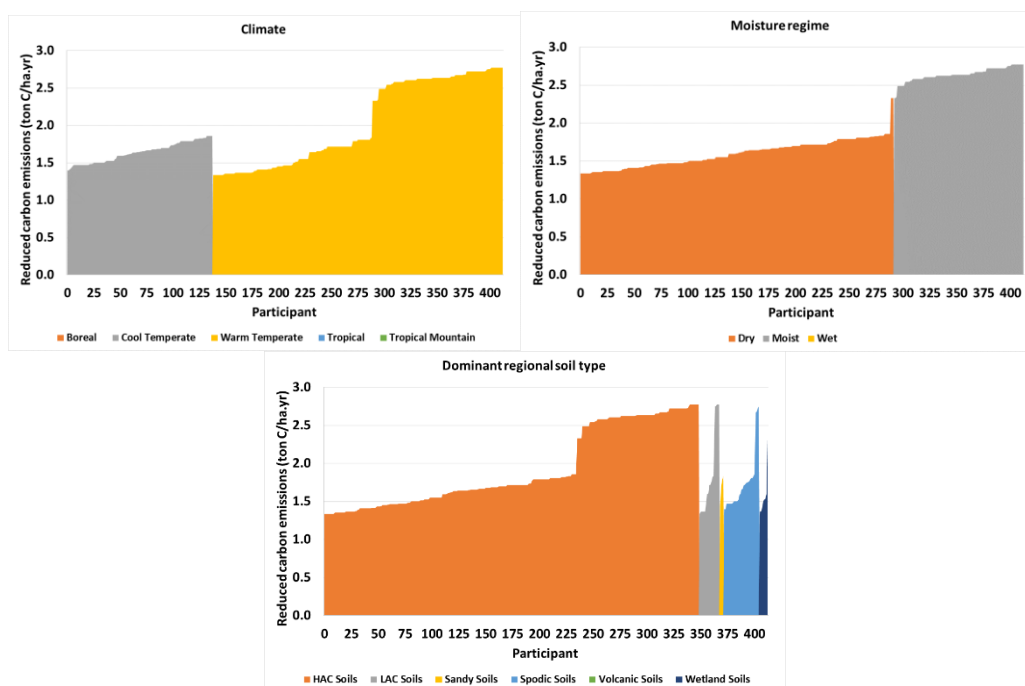 Climate
Reduced carbon emissions (ton C/ha.yr)
3.0
2.5
2.0
1.5
1.0
0.5
0.0
0 25 50 75 100 125 150 175 200 225 250 275 300 325 350 375 400
Participant
Boreal Cool Temperate Warm Temperate Tropical Tropical Mountain
Moisture regime
Reduced carbon emissions (ton C/ha.yr)
3.0
2.5
2.0
1.5
1.0
0.5
0.0
0 25 50 75 100 125 150 175 200 225 250 275 300 325 350 375 400
Participant
Dry Moist Wet
Dominant regional soil type
Reduced carbon emissions (ton C/ha.yr)
3.0
2.5
2.0
1.5
1.0
0.5
0.0
0 25 50 75 100 125 150 175 200 225 250 275 300 325 350 375 400
Participant
HAC Soils LAC Soils Sandy Soils Spodic Soils Volcanic Soils Wetland Soils